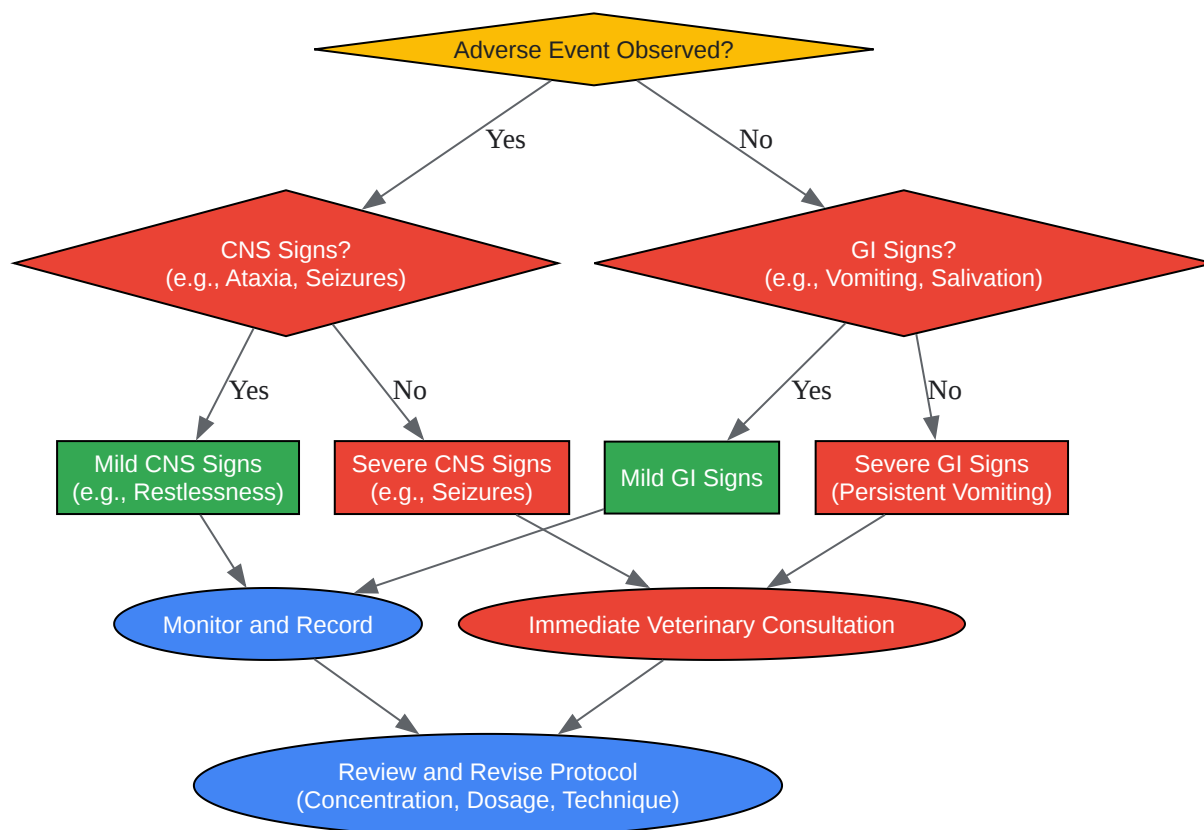 Adverse Event Observed?
Yes
No
CNS Signs?
(e.g., Ataxia, Seizures)
GI Signs?
(e.g., Vomiting, Salivation)
Yes
No
Yes
No
Mild CNS Signs
(e.g., Restlessness)
Severe CNS Signs
(e.g., Seizures)
Mild GI Signs
Severe GI Signs
(Persistent Vomiting)
Monitor and Record
Immediate Veterinary Consultation
Review and Revise Protocol
(Concentration, Dosage, Technique)